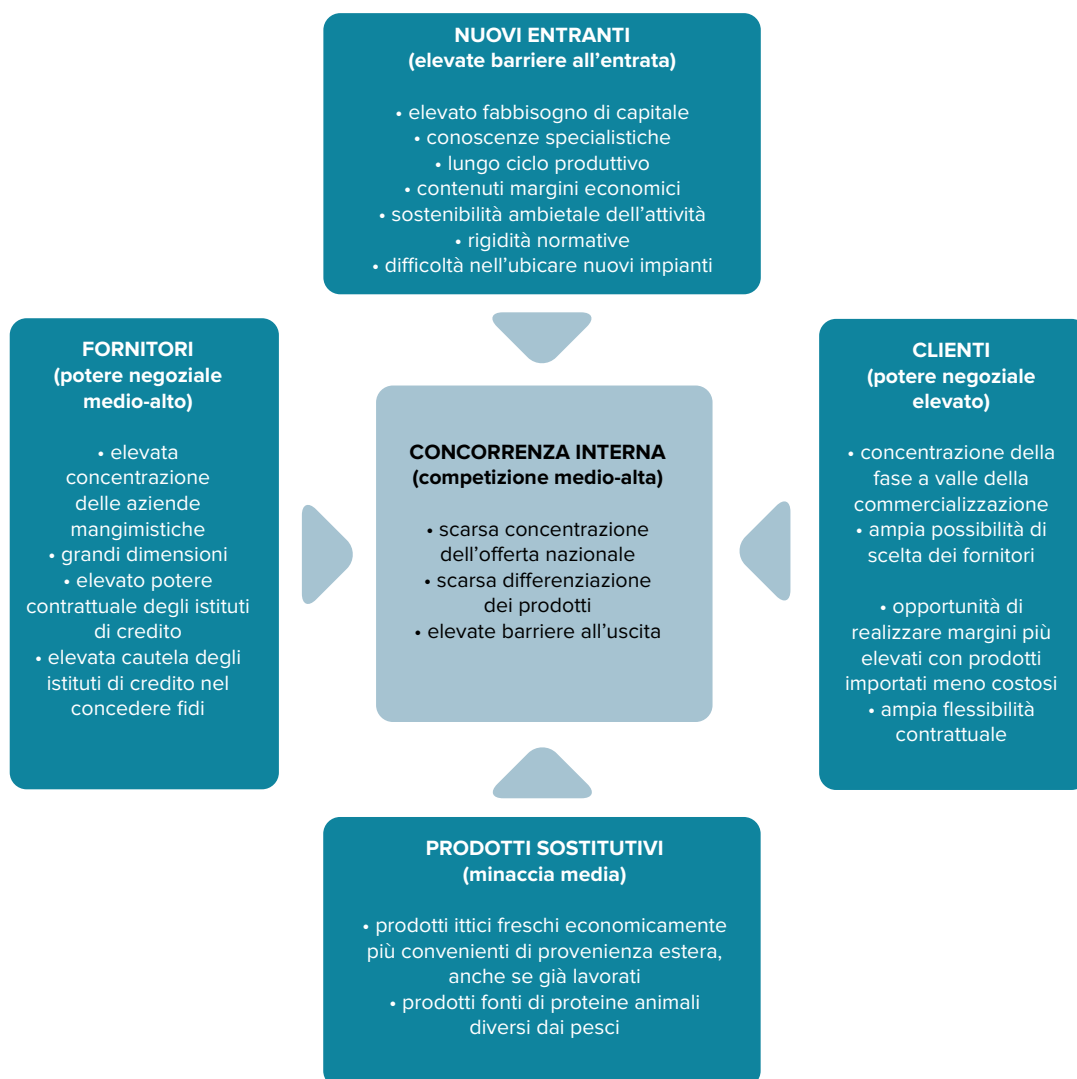 NUOVI ENTRANTI
(elevate barriere all'entrata)
• elevato fabbisogno di capitale
• conoscenze specialistiche
• lungo ciclo produttivo
• contenuti margini economici
• sostenibilità ambietale dell'attività
• rigidità normative
• difficoltà nell'ubicare nuovi impianti
FORNITORI
(potere negoziale
medio-alto)
• elevata
concentrazione
delle aziende
mangimistiche
• grandi dimensioni
• elevato potere
contrattuale degli istituti
di credito
• elevata cautela degli
istituti di credito nel
concedere fidi
CONCORRENZA INTERNA
(competizione medio-alta)
• scarsa concentrazione
dell'offerta nazionale
• scarsa differenziazione
dei prodotti
• elevate barriere all'uscita
CLIENTI
(potere negoziale
elevato)
• concentrazione della
fase a valle della
commercializzazione
• ampia possibilità di
scelta dei fornitori
• opportunità di
realizzare margini più
elevati con prodotti
importati meno costosi
• ampia flessibilità
contrattuale
PRODOTTI SOSTITUTIVI
(minaccia media)
• prodotti ittici freschi economicamente
più convenienti di provenienza estera,
anche se già lavorati
• prodotti fonti di proteine animali
diversi dai pesci